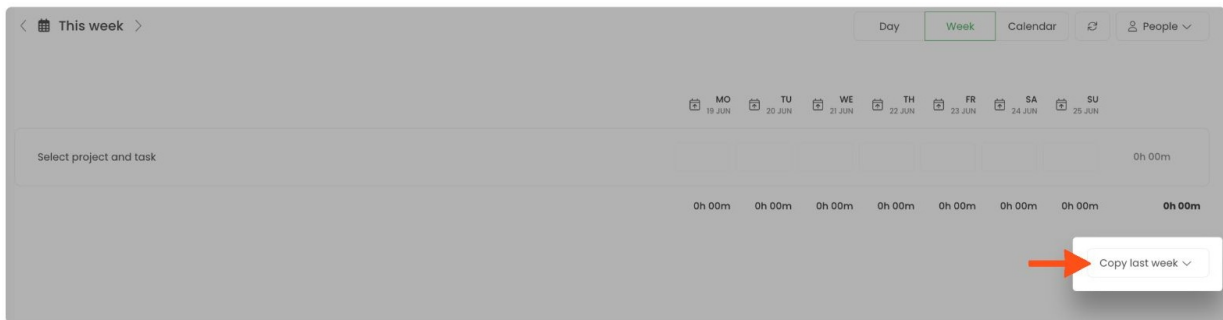 This week
Day Week Calendar People
MO TU WE TH FR SA SU
19 JUN 20 JUN 21 JUN 22 JUN 23 JUN 24 JUN 25 JUN
Select project and task 0h 00m
0h 00m 0h 00m 0h 00m 0h 00m 0h 00m 0h 00m 0h 00m 0h 00m
Copy last week